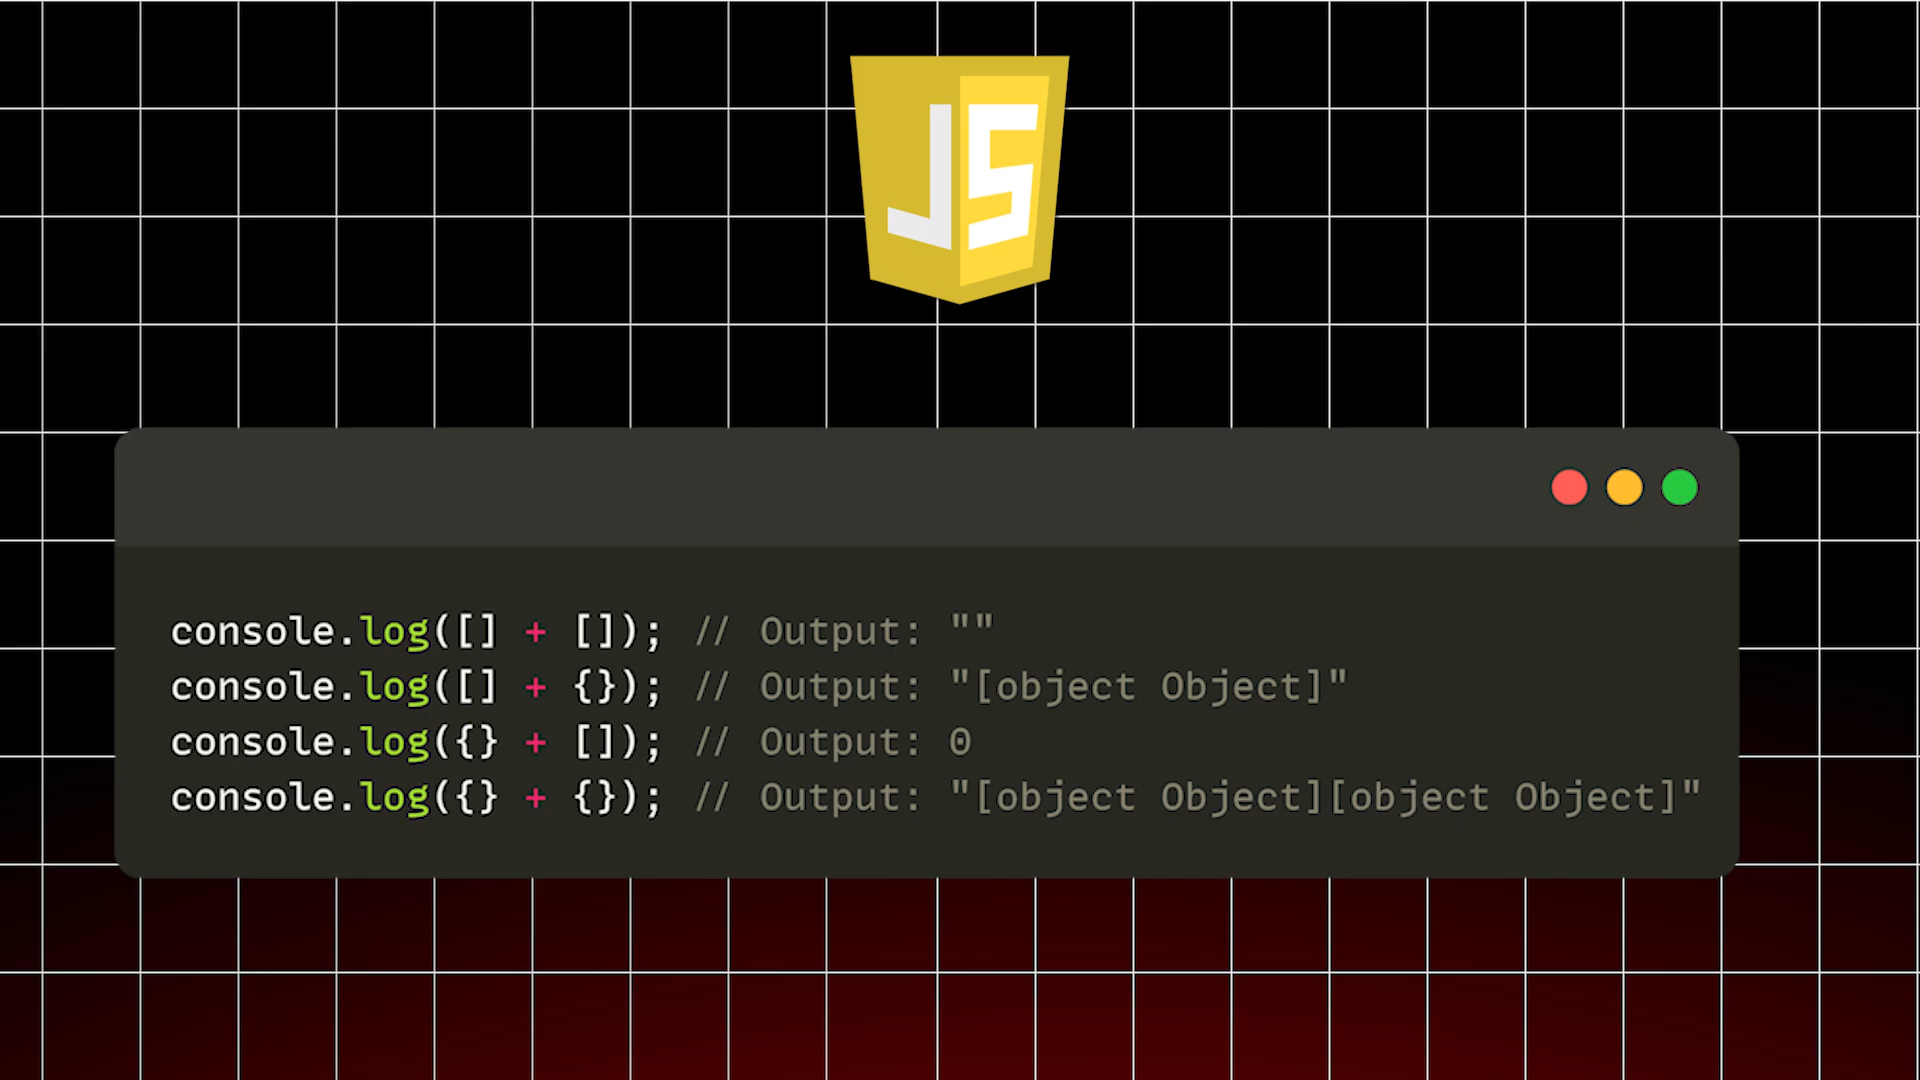 JS
console.log([] + []); // Output: ""
console.log([] + {}); // Output: "[object Object]"
console.log({} + []); // Output: 0
console.log({} + {}); // Output: "[object Object][object Object]"